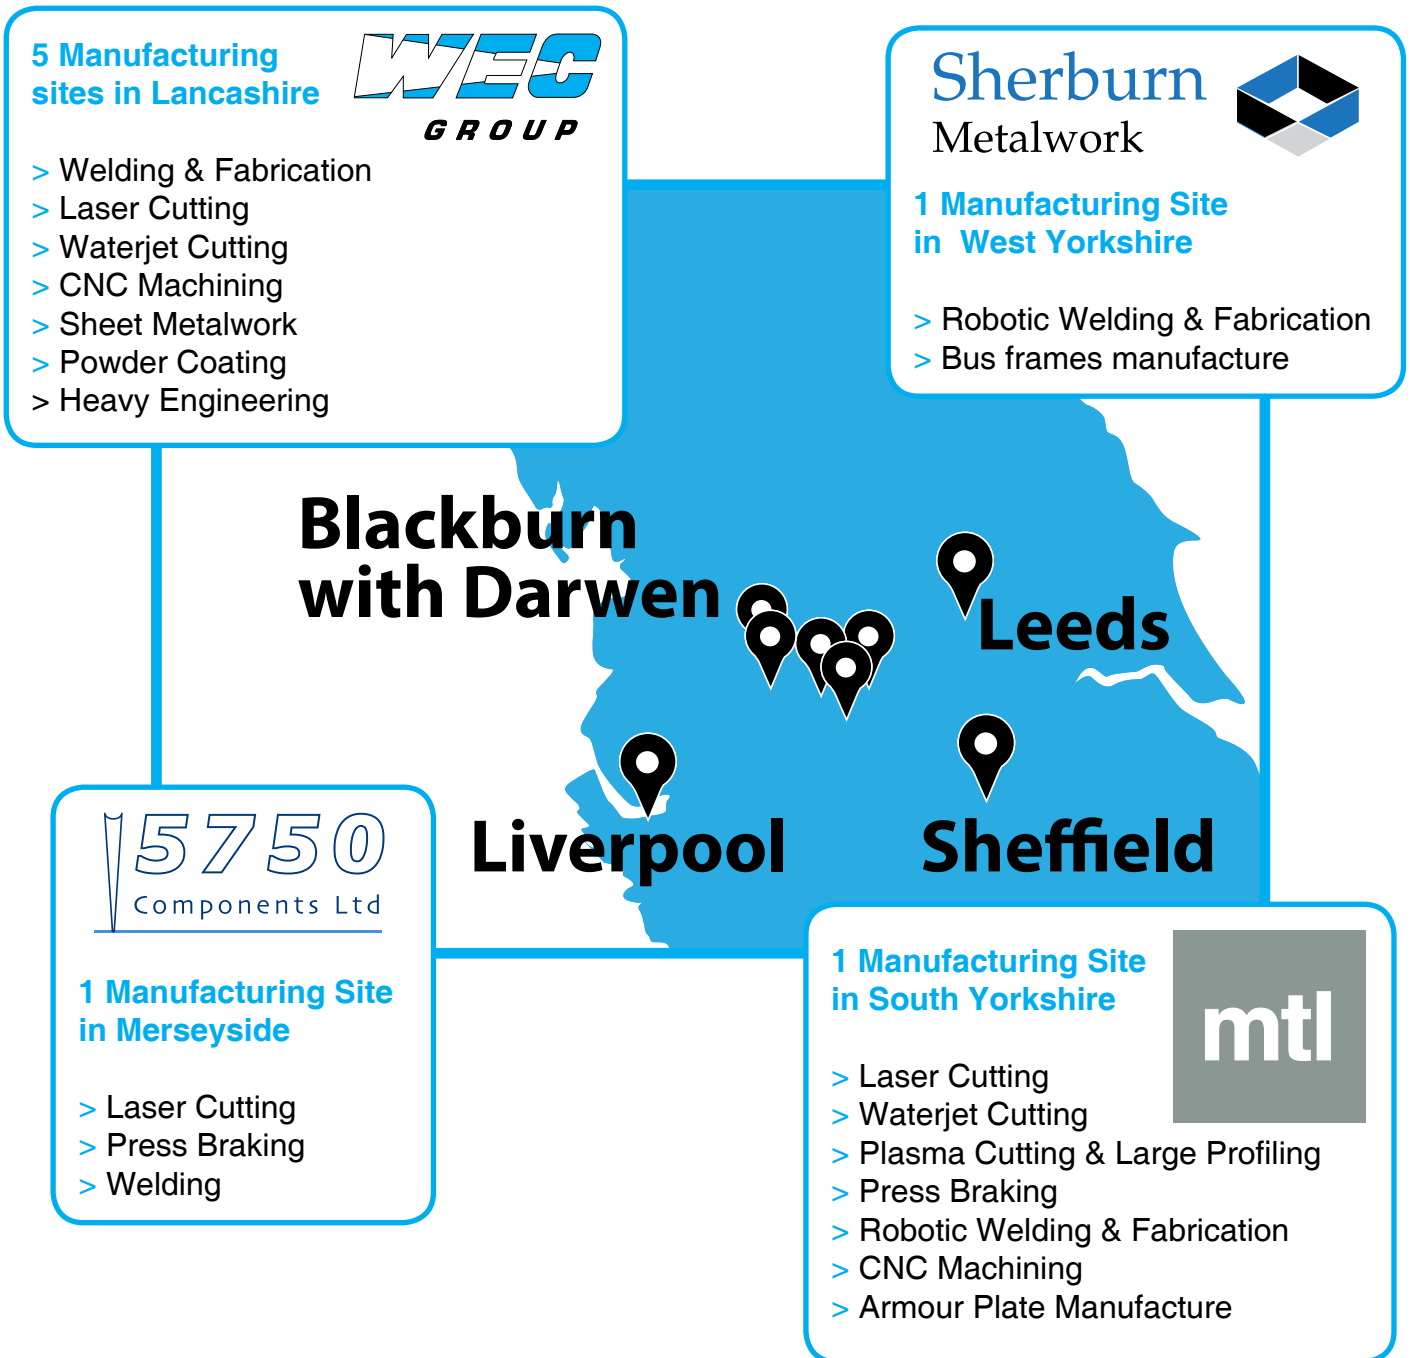 5 Manufacturing
sites in Lancashire
WEC
GROUP
> Welding & Fabrication
> Laser Cutting
> Waterjet Cutting
> CNC Machining
> Sheet Metalwork
> Powder Coating
> Heavy Engineering
Sherburn
Metalwork
1 Manufacturing Site
in West Yorkshire
> Robotic Welding & Fabrication
> Bus frames manufacture
Blackburn
with Darwen
Leeds
Liverpool
Sheffield
5750
Components Ltd
1 Manufacturing Site
in Merseyside
> Laser Cutting
> Press Braking
> Welding
1 Manufacturing Site
in South Yorkshire
mtl
> Laser Cutting
> Waterjet Cutting
> Plasma Cutting & Large Profiling
> Press Braking
> Robotic Welding & Fabrication
> CNC Machining
> Armour Plate Manufacture